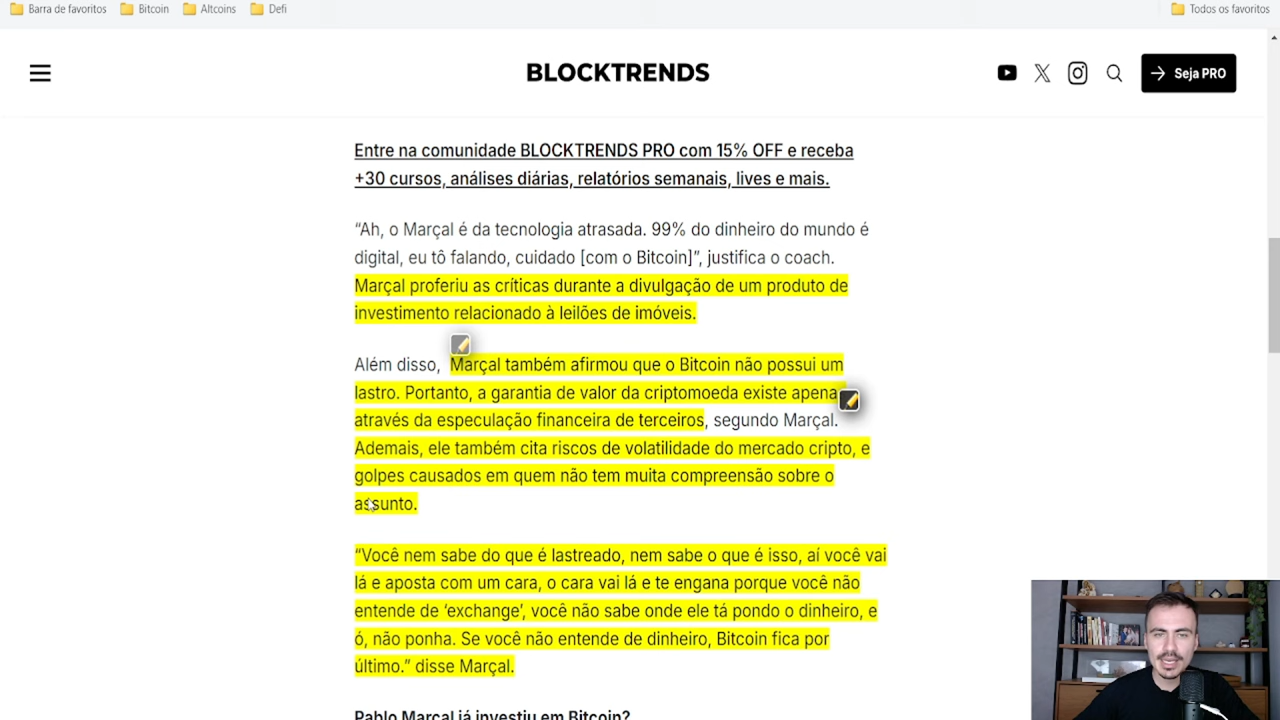 Barra de favoritos Bitcoin Altcoins Defi Todos os favoritos
BLOCKTRENDS
Seja PRO
Entre na comunidade BLOCKTRENDS PRO com 15% OFF e receba
+30 cursos, análises diárias, relatórios semanais, lives e mais.
“Ah, o Marçal é da tecnologia atrasada. 99% do dinheiro do mundo é
digital, eu tô falando, cuidado [com o Bitcoin]”, justifica o coach.
Marçal proferiu as críticas durante a divulgação de um produto de
investimento relacionado à leilões de imóveis.
Além disso, Marçal também afirmou que o Bitcoin não possui um
lastro. Portanto, a garantia de valor da criptomoeda existe apena
através da especulação financeira de terceiros, segundo Marçal.
Ademais, ele também cita riscos de volatilidade do mercado cripto, e
golpes causados em quem não tem muita compreensão sobre o
assunto.
“Você nem sabe do que é lastreado, nem sabe o que é isso, aí você vai
lá e aposta com um cara, o cara vai lá e te engana porque você não
entende de ‘exchange’, você não sabe onde ele tá pondo o dinheiro, e
ó, não ponha. Se você não entende de dinheiro, Bitcoin fica por
último.” disse Marçal.
Pablo Marçal já investiu em Bitcoin?